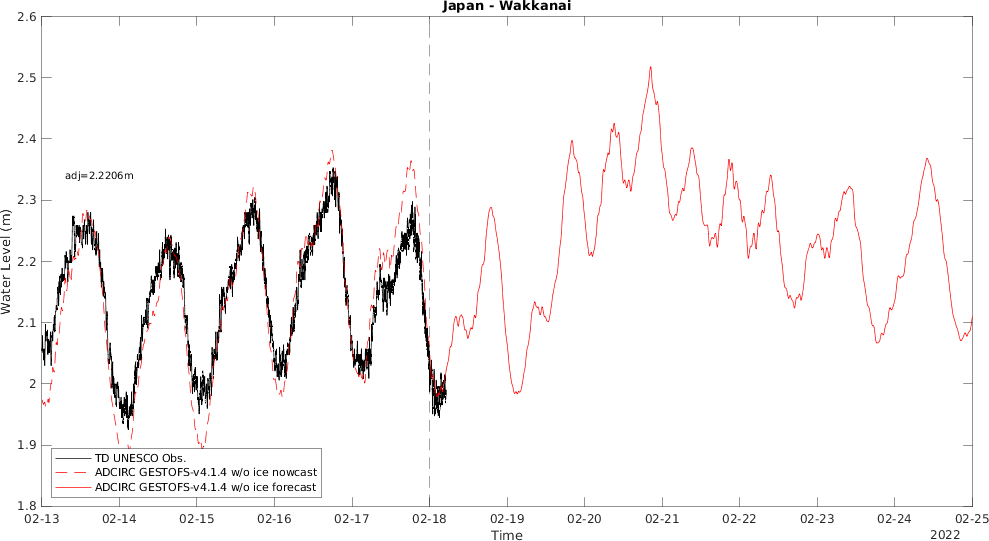 Japan - Wakkanai
2.6
2.5
2.4
2.3
2.2
2.1
2
1.9
1.8
Water Level (m)
adj=2.2206m
TD UNESCO Obs.
ADCIRC GESTOFS-v4.1.4 w/o ice nowcast
ADCIRC GESTOFS-v4.1.4 w/o ice forecast
02-13 02-14 02-15 02-16 02-17 02-18 02-19 02-20 02-21 02-22 02-23 02-24 02-25
Time
2022